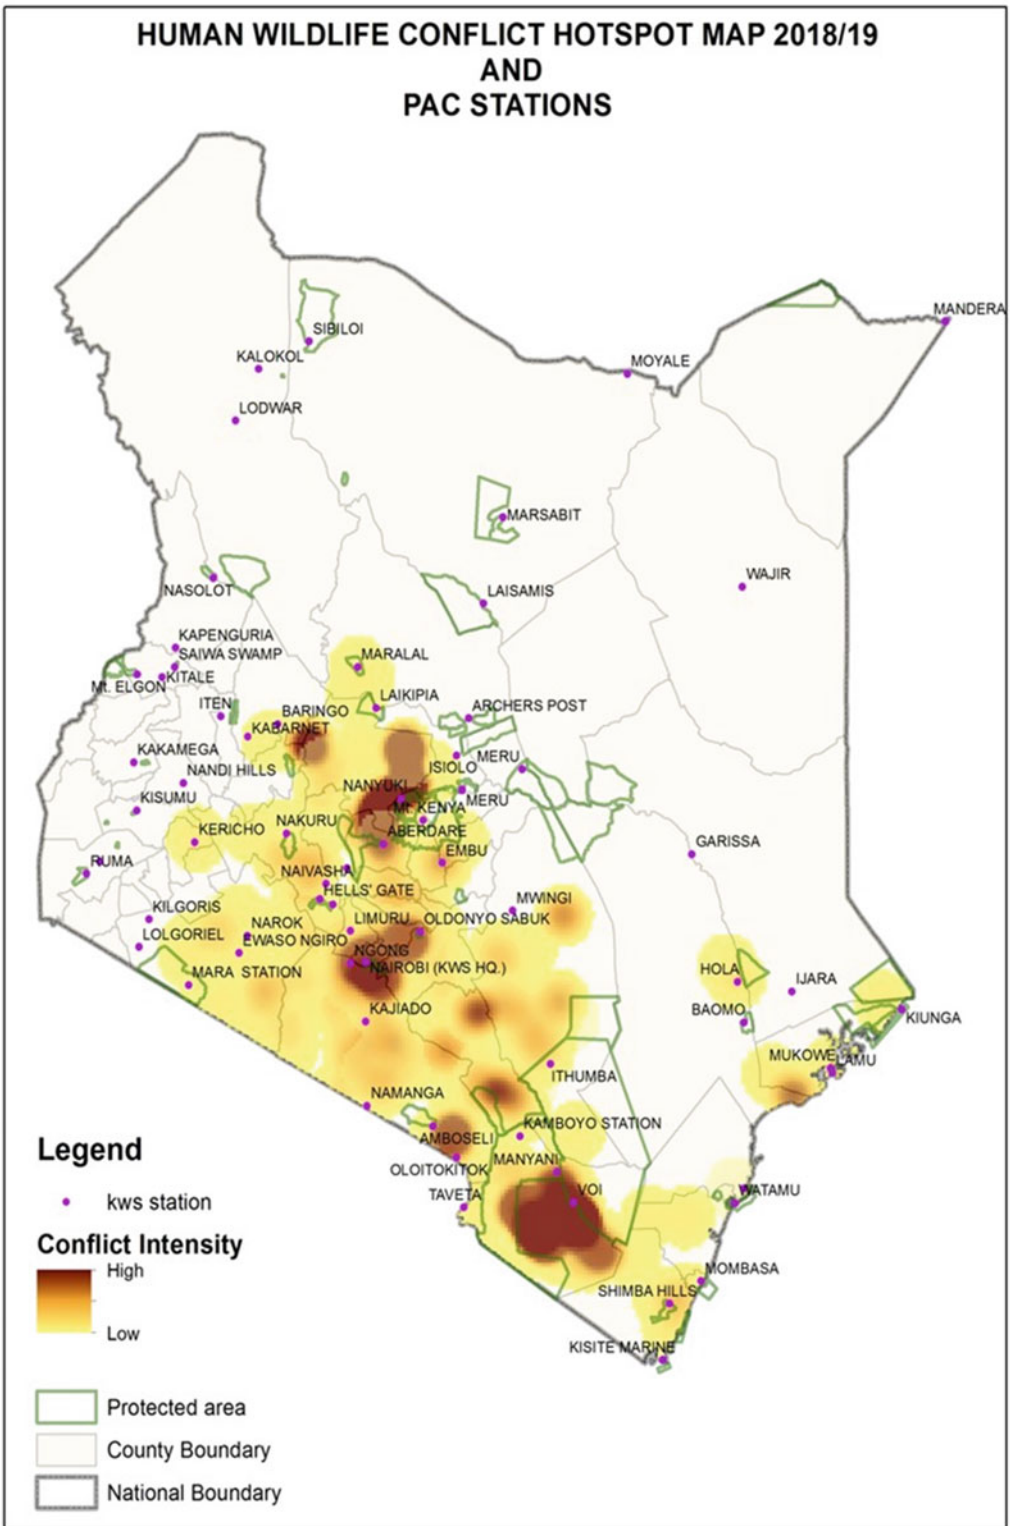 HUMAN WILDLIFE CONFLICT HOTSPOT MAP 2018/19
AND
PAC STATIONS
MANDERA
SIBILOI
KALOKOL
MOYALE
LODWAR
MARSABIT
WAJIR
NASOLOT
LAISAMIS
KAPENGURIA
SAIWA SWAMP
MARALAL
KITALE
Mt. ELGON
LAIKIPIA
ITEN
BARINGO
ARCHERS POST
KABARNET
KAKAMEGA
MERU
ISIOLO
NANDI HILLS
NANYUKI
KISUMU
MERU
Mt. KENYA
NAKURU
KERICHO
ABERDARE
GARISSA
EMBU
RUMA
NAIVASHA
HELLS' GATE
MWINGI
KILGORIS
NAROK
LIMURU
OLDONYO SABUK
LOLGORIEL
EWASO NGIRO
NGONG
NAIROBI (KWS HQ.)
MARA STATION
HOLA
IJARA
KAJIADO
BAOMO
KIUNGA
MUKOWE
LAMU
ITHUMBA
NAMANGA
KAMBOYO STATION
AMBOSELI
MANYANI
OLOITOKITOK
VOI
WATAMU
TAVETA
MOMBASA
SHIMBA HILLS
KISITE MARINE
Legend
kws station
Conflict Intensity
High
Low
Protected area
County Boundary
National Boundary